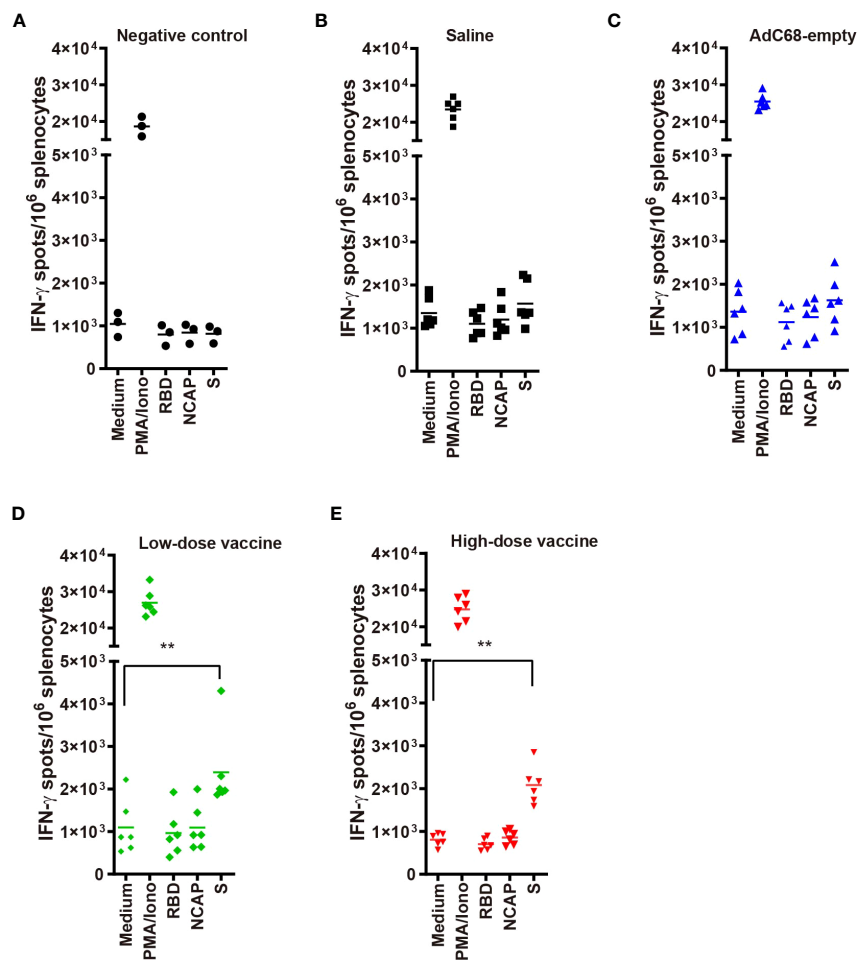 A
Negative control
IFN-γ spots/10⁶ splenocytes
4×10⁴
3×10⁴
2×10⁴
5×10³
4×10³
3×10³
2×10³
1×10³
0
Medium
PMA/Iono
RBD
NCAP
S
B
Saline
IFN-γ spots/10⁶ splenocytes
4×10⁴
3×10⁴
2×10⁴
5×10³
4×10³
3×10³
2×10³
1×10³
0
Medium
PMA/Iono
RBD
NCAP
S
C
AdC68-empty
IFN-γ spots/10⁶ splenocytes
4×10⁴
3×10⁴
2×10⁴
5×10³
4×10³
3×10³
2×10³
1×10³
0
Medium
PMA/Iono
RBD
NCAP
S
D
Low-dose vaccine
IFN-γ spots/10⁶ splenocytes
4×10⁴
3×10⁴
2×10⁴
**
5×10³
4×10³
3×10³
2×10³
1×10³
0
Medium
PMA/Iono
RBD
NCAP
S
E
High-dose vaccine
IFN-γ spots/10⁶ splenocytes
4×10⁴
3×10⁴
2×10⁴
**
5×10³
4×10³
3×10³
2×10³
1×10³
0
Medium
PMA/Iono
RBD
NCAP
S